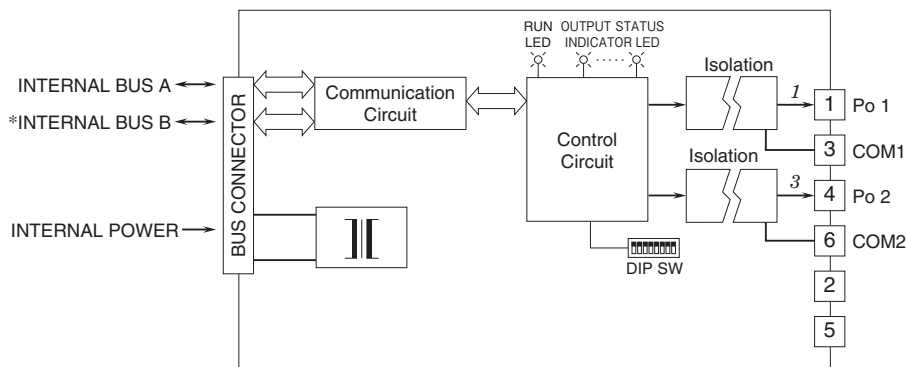 RUN
LED
OUTPUT STATUS
INDICATOR LED
INTERNAL BUS A
*INTERNAL BUS B
INTERNAL POWER
BUS CONNECTOR
Communication
Circuit
Control
Circuit
DIP SW
Isolation
1
1
Po 1
3
COM1
Isolation
3
4
Po 2
6
COM2
2
5